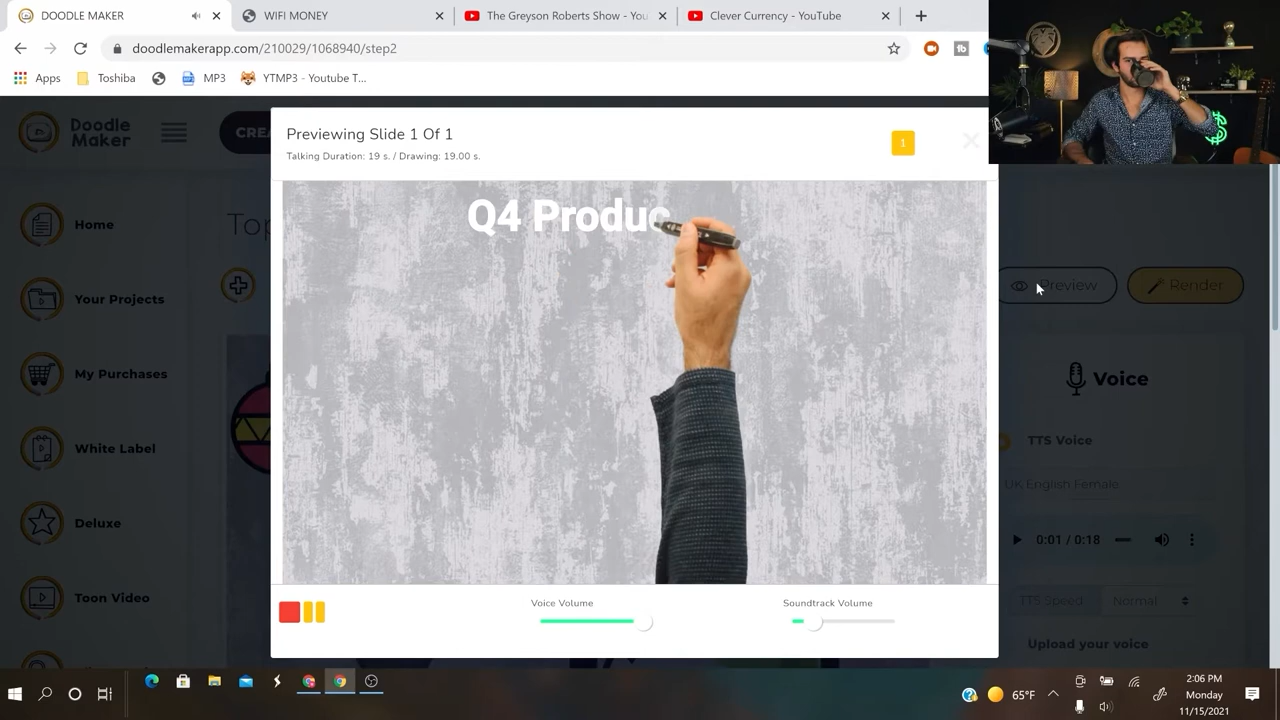 DOODLE MAKER
WIFI MONEY
The Greyson Roberts Show - You
Clever Currency - YouTube
doodlemakerapp.com/210029/1068940/step2
Apps
Toshiba
MP3
YTMP3 - Youtube T...
Doodle
Maker
CREA
Previewing Slide 1 Of 1
Talking Duration: 19 s. / Drawing: 19.00 s.
1
Q4 Produc
Home
Your Projects
My Purchases
White Label
Deluxe
Toon Video
Top
Preview
Render
Voice
TTS Voice
UK English Female
0:01 / 0:18
TTS Speed
Normal
Upload your voice
Voice Volume
Soundtrack Volume
65°F
2:06 PM
Monday
11/15/2021